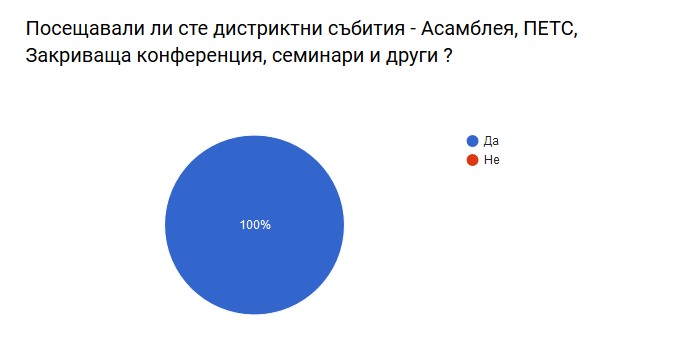 Посещавали ли сте дистриктни събития - Асамблея, ПЕТС,
Закриваща конференция, семинари и други ?
Да
Не
100%